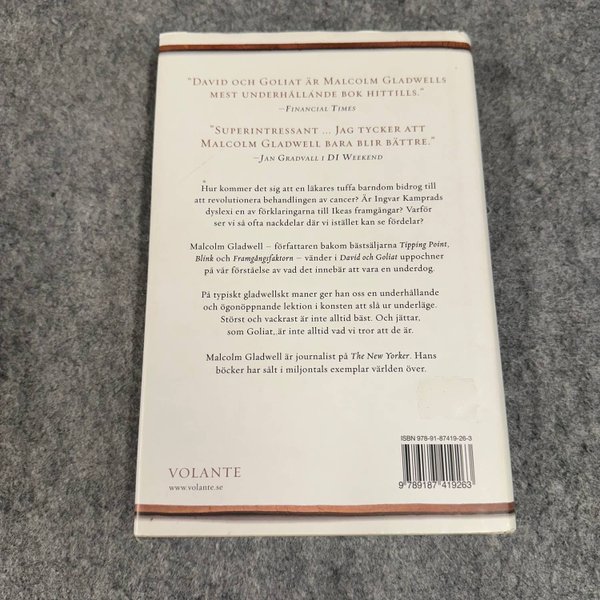 "David och Goliat är Malcolm Gladwells
mest underhållande bok hittills."
—Financial Times
"Superintressant ... Jag tycker att
Malcolm Gladwell bara blir bättre."
—Jan Gradvall i DI Weekend
Hur kommer det sig att en läkares tuffa barndom bidrog till
att revolutionera behandlingen av cancer? Är Ingvar Kamprads
dyslexi en av förklaringarna till Ikeas framgångar? Varför
ser vi så ofta nackdelar där vi istället kan se fördelar?
Malcolm Gladwell – författaren bakom bästsäljarna Tipping Point,
Blink och Framgångsfaktorn – vänder i David och Goliat uppochner
på vår förståelse av vad det innebär att vara en underdog.
På typiskt gladwellskt maner ger han oss en underhållande
och ögonöppnande lektion i konsten att slå ur underläge.
Störst och vackrast är inte alltid bäst. Och jättar,
som Goliat, är inte alltid vad vi tror att de är.
Malcolm Gladwell är journalist på The New Yorker. Hans
böcker har sålt i miljontals exemplar världen över.
ISBN 978-91-87419-26-3
9 789187 419263
VOLANTE
www.volante.se